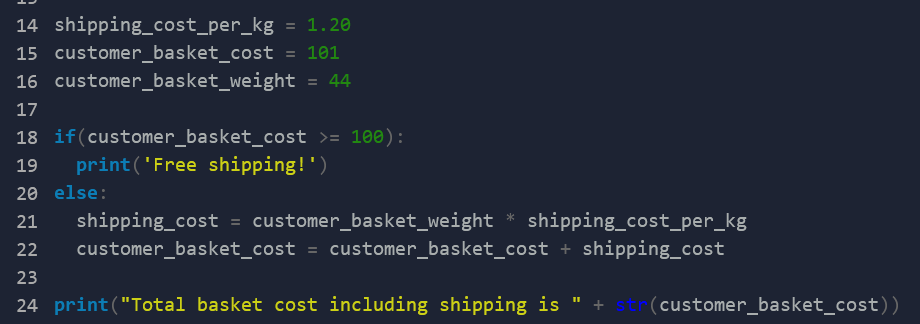 14 shipping_cost_per_kg = 1.20
15 customer_basket_cost = 101
16 customer_basket_weight = 44
17
18 if(customer_basket_cost >= 100):
19   print('Free shipping!')
20 else:
21   shipping_cost = customer_basket_weight * shipping_cost_per_kg
22   customer_basket_cost = customer_basket_cost + shipping_cost
23
24 print("Total basket cost including shipping is " + str(customer_basket_cost))